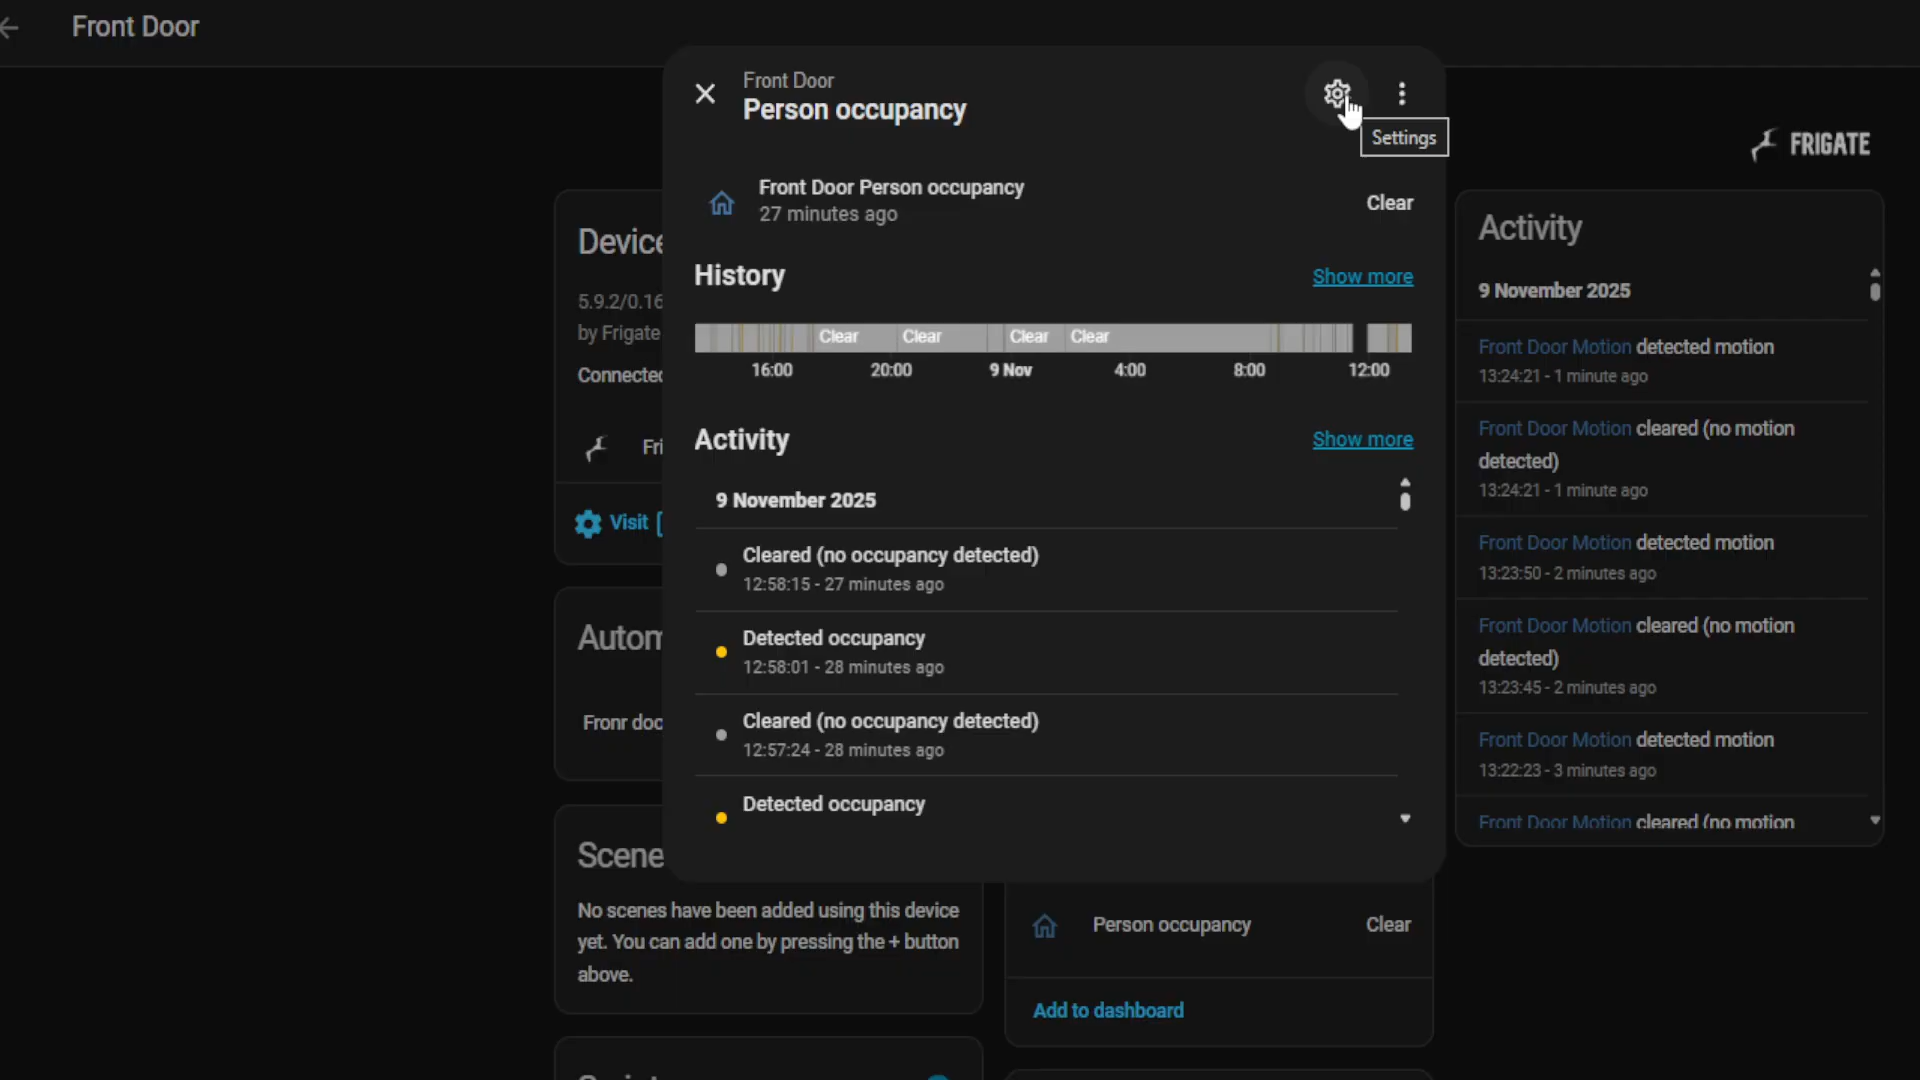 Front Door
Front Door
Person occupancy
Settings
FRIGATE
Front Door Person occupancy
27 minutes ago
Clear
History
Show more
Clear
Clear
Clear
Clear
16:00
20:00
9 Nov
4:00
8:00
12:00
Activity
Show more
9 November 2025
Cleared (no occupancy detected)
12:58:15 - 27 minutes ago
Detected occupancy
12:58:01 - 28 minutes ago
Cleared (no occupancy detected)
12:57:24 - 28 minutes ago
Detected occupancy
Device
5.9.2/0.16
by Frigate
Connected
Fri
Visit
Autom
Fronr doo
Scene
No scenes have been added using this device
yet. You can add one by pressing the + button
above.
Person occupancy
Clear
Add to dashboard
Activity
9 November 2025
Front Door Motion detected motion
13:24:21 - 1 minute ago
Front Door Motion cleared (no motion
detected)
13:24:21 - 1 minute ago
Front Door Motion detected motion
13:23:50 - 2 minutes ago
Front Door Motion cleared (no motion
detected)
13:23:45 - 2 minutes ago
Front Door Motion detected motion
13:22:23 - 3 minutes ago
Front Door Motion cleared (no motion